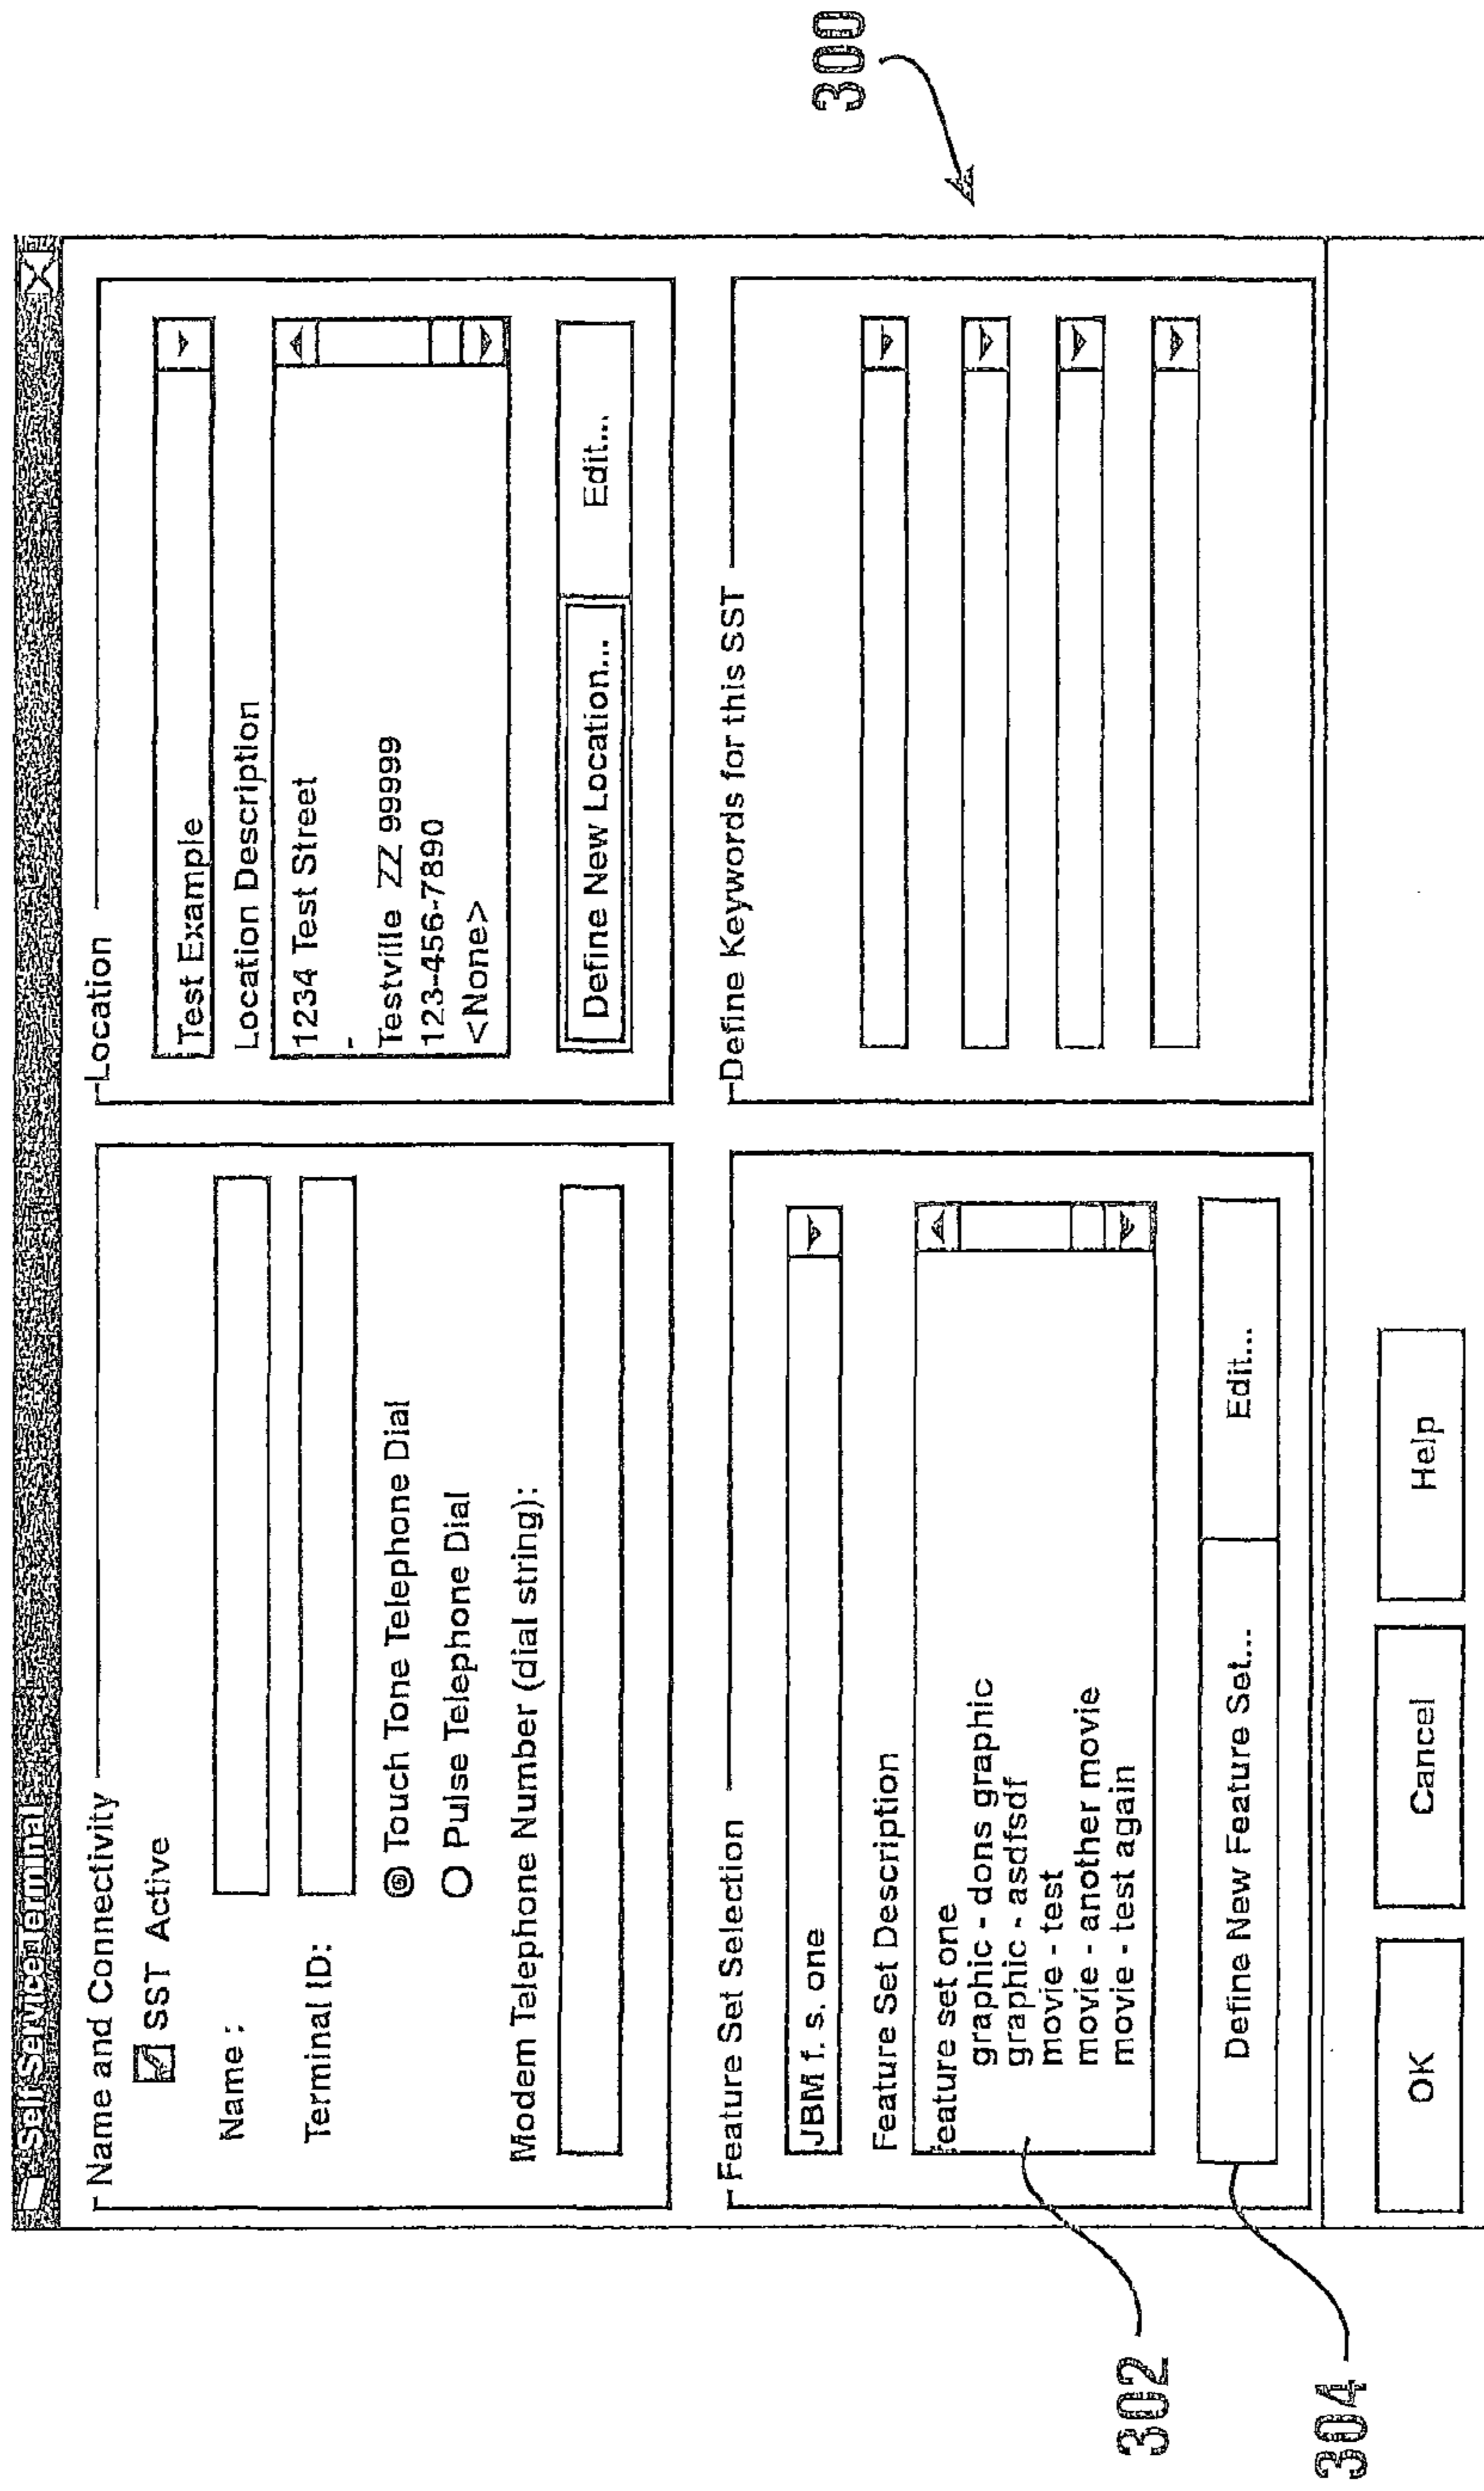 Self Service Terminal
Name and Connectivity
SST Active
Name :
Terminal ID:
Touch Tone Telephone Dial
Pulse Telephone Dial
Modem Telephone Number (dial string):
Location
Test Example
Location Description
1234 Test Street
-
Testville ZZ 99999
123-456-7890
<None>
Define New Location...
Edit...
Feature Set Selection
JBM f. s. one
Feature Set Description
feature set one
graphic - dons graphic
graphic - asdfsdf
movie - test
movie - another movie
movie - test again
Define New Feature Set...
Edit...
Define Keywords for this SST
OK
Cancel
Help
300
302
304